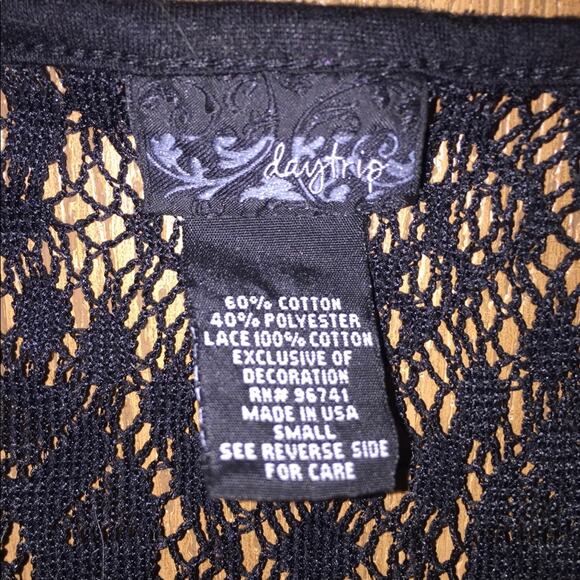 daytrip
60% COTTON
40% POLYESTER
LACE 100% COTTON
EXCLUSIVE OF
DECORATION
RN# 96741
MADE IN USA
SMALL
SEE REVERSE SIDE
FOR CARE